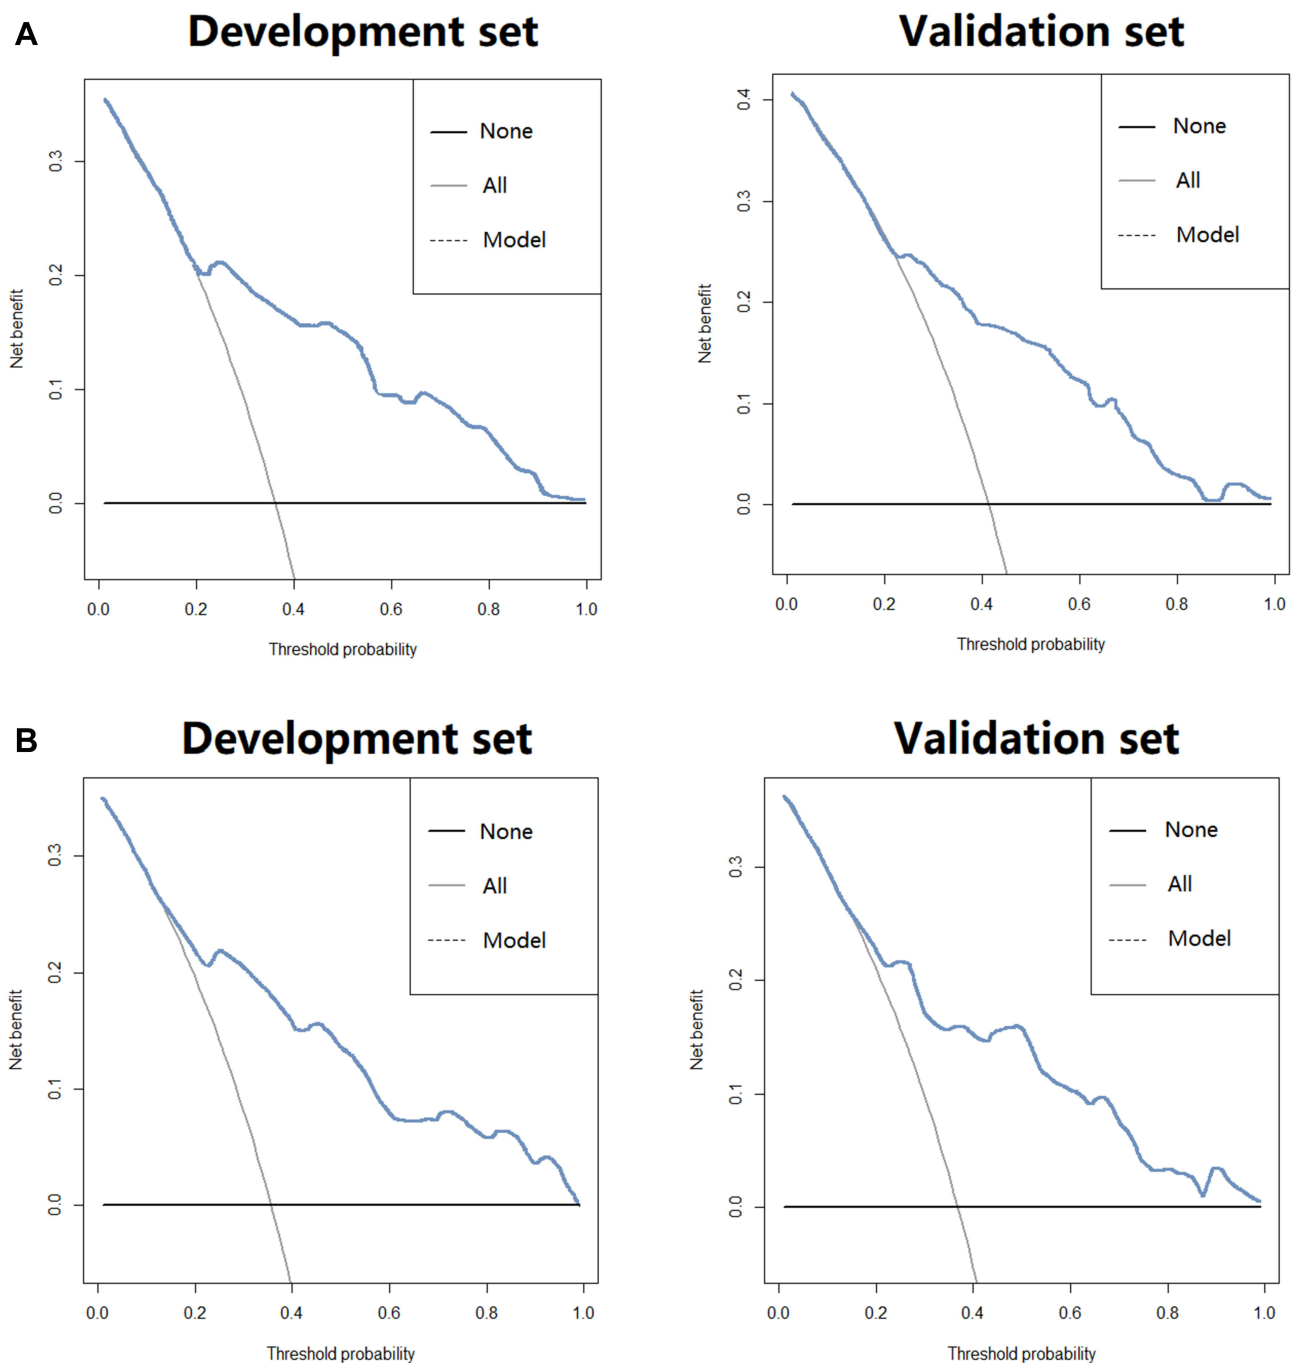 A
Development set
Validation set
None
All
Model
0.0
0.1
0.2
0.3
Net benefit
0.0 0.2 0.4 0.6 0.8 1.0
Threshold probability
None
All
Model
0.0
0.1
0.2
0.3
0.4
Net benefit
0.0 0.2 0.4 0.6 0.8 1.0
Threshold probability
B
Development set
Validation set
None
All
Model
0.0
0.1
0.2
0.3
Net benefit
0.0 0.2 0.4 0.6 0.8 1.0
Threshold probability
None
All
Model
0.0
0.1
0.2
0.3
Net benefit
0.0 0.2 0.4 0.6 0.8 1.0
Threshold probability